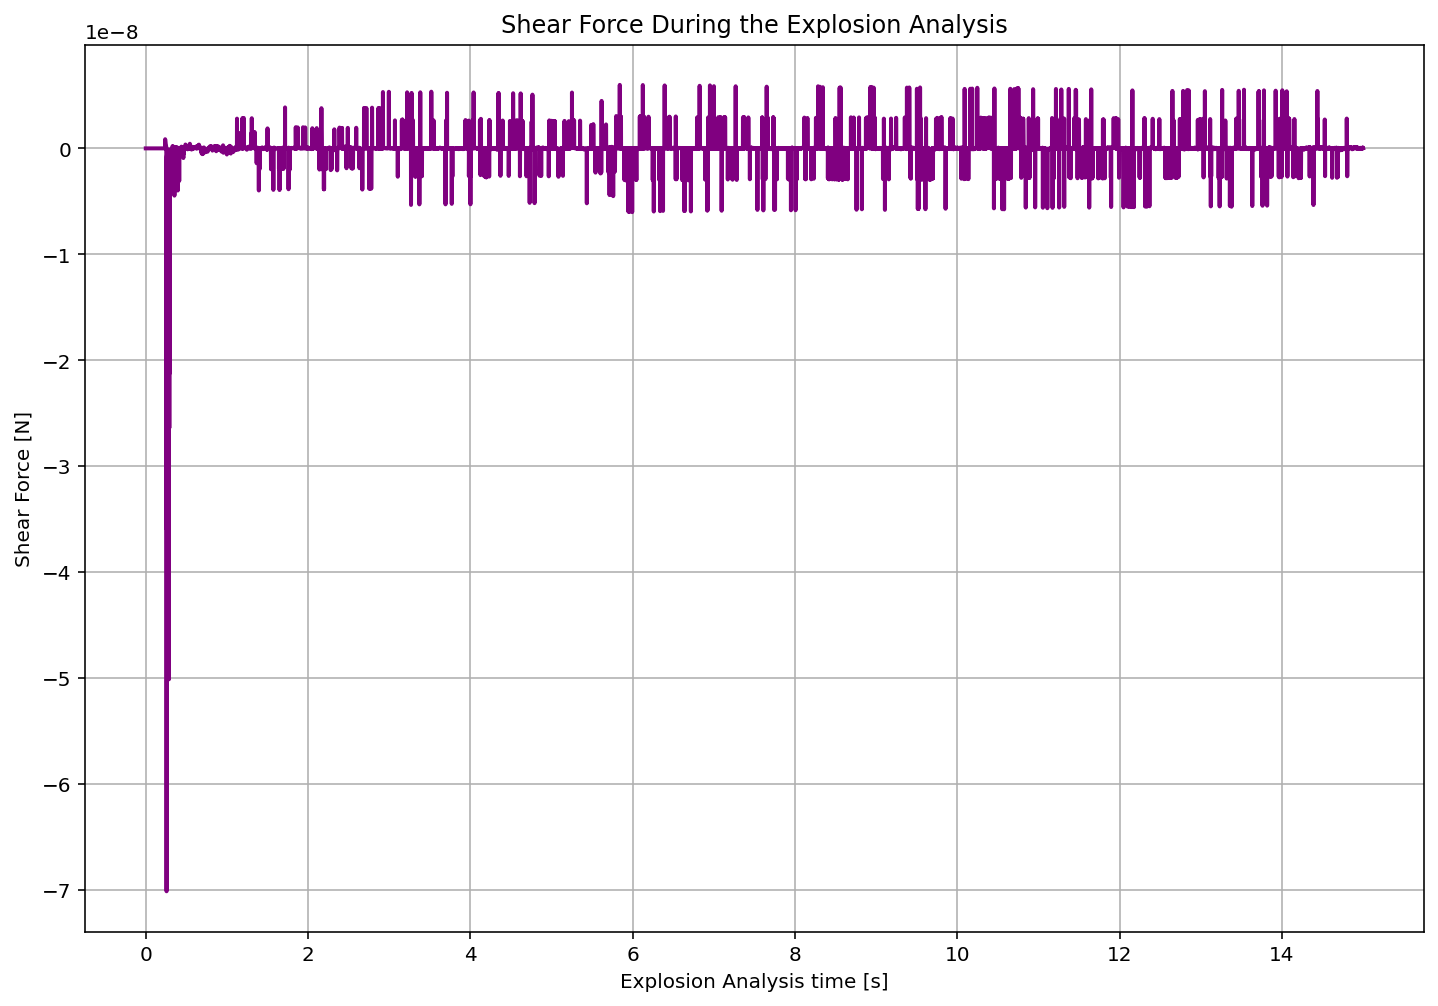 Shear Force During the Explosion Analysis
1e−8
0
−1
−2
−3
−4
−5
−6
−7
Shear Force [N]
0 2 4 6 8 10 12 14
Explosion Analysis time [s]